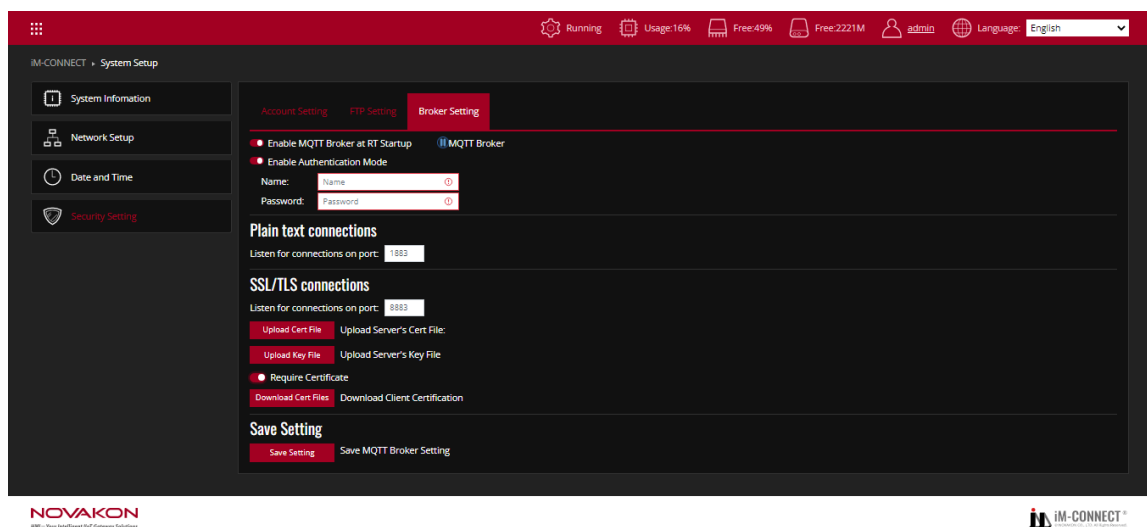 Running Usage:16% Free:49% Free:2221M admin Language: English
iM-CONNECT ▸ System Setup
System Infomation
Network Setup
Date and Time
Security Setting
Account Setting FTP Setting Broker Setting
Enable MQTT Broker at RT Startup MQTT Broker
Enable Authentication Mode
Name: Name
Password: Password
Plain text connections
Listen for connections on port: 1883
SSL/TLS connections
Listen for connections on port: 8883
Upload Cert File Upload Server's Cert File:
Upload Key File Upload Server's Key File
Require Certificate
Download Cert Files Download Client Certification
Save Setting
Save Setting Save MQTT Broker Setting
NOVAKON
iM-CONNECT®